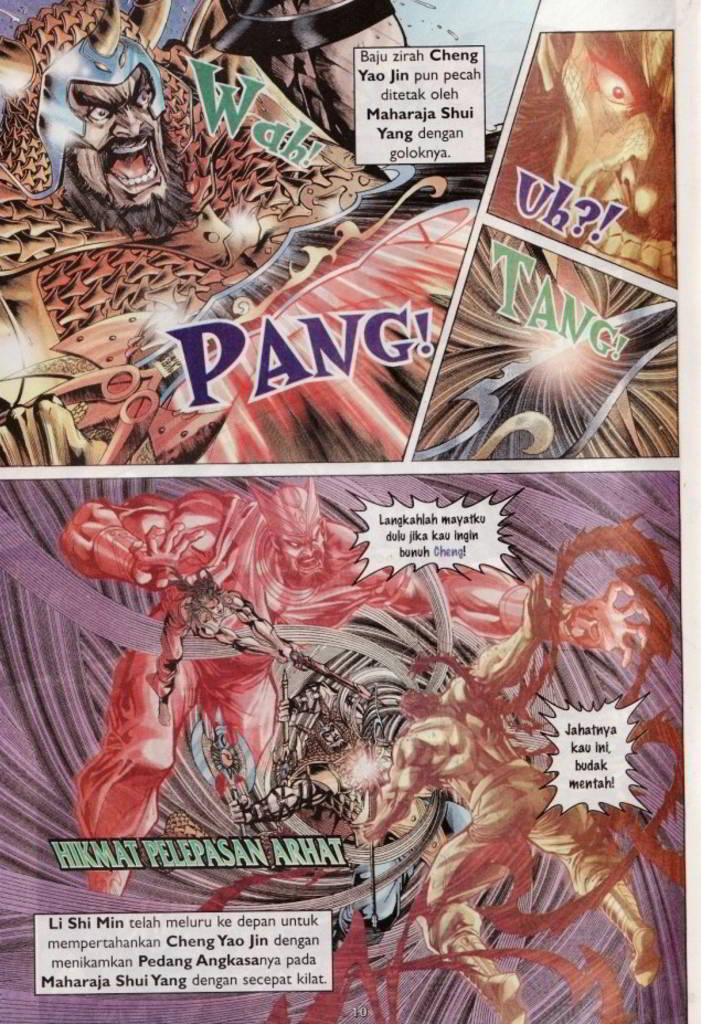 Wah!
Baju zirah Cheng
Yao Jin pun pecah
ditetak oleh
Maharaja Shui
Yang dengan
goloknya.
Uh?!
PANG!
TANG!
Langkahlah mayatku
dulu jika kau ingin
bunuh Cheng!
Jahatnya
kau ini,
budak
mentah!
HIKMAT PELEPASAN ARHAT
Li Shi Min telah meluru ke depan untuk
mempertahankan Cheng Yao Jin dengan
menikamkan Pedang Angkasanya pada
Maharaja Shui Yang dengan secepat kilat.
10